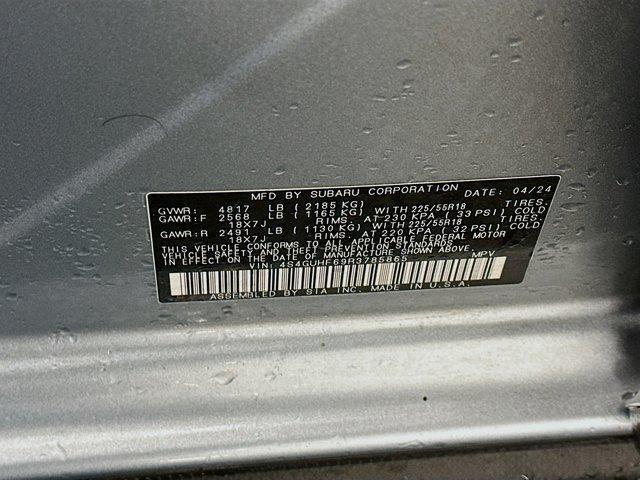 MFD BY SUBARU CORPORATION DATE: 04/24
GVWR: 4817 LB ( 2185 KG)
GAWR: F 2568 LB ( 1165 KG) WITH 225/55R18 TIRES,
18X7J RIMS, AT 230 KPA ( 33 PSI) COLD
GAWR: R 2491 LB ( 1130 KG) WITH 225/55R18 TIRES,
18X7J RIMS, AT 220 KPA ( 32 PSI) COLD
THIS VEHICLE CONFORMS TO ALL APPLICABLE FEDERAL MOTOR
VEHICLE SAFETY AND THEFT PREVENTION STANDARDS
IN EFFECT ON THE DATE OF MANUFACTURE SHOWN ABOVE.
VIN: 4S4GUHF69R3785865 MPV
ASSEMBLED BY SIA INC. MADE IN U.S.A.